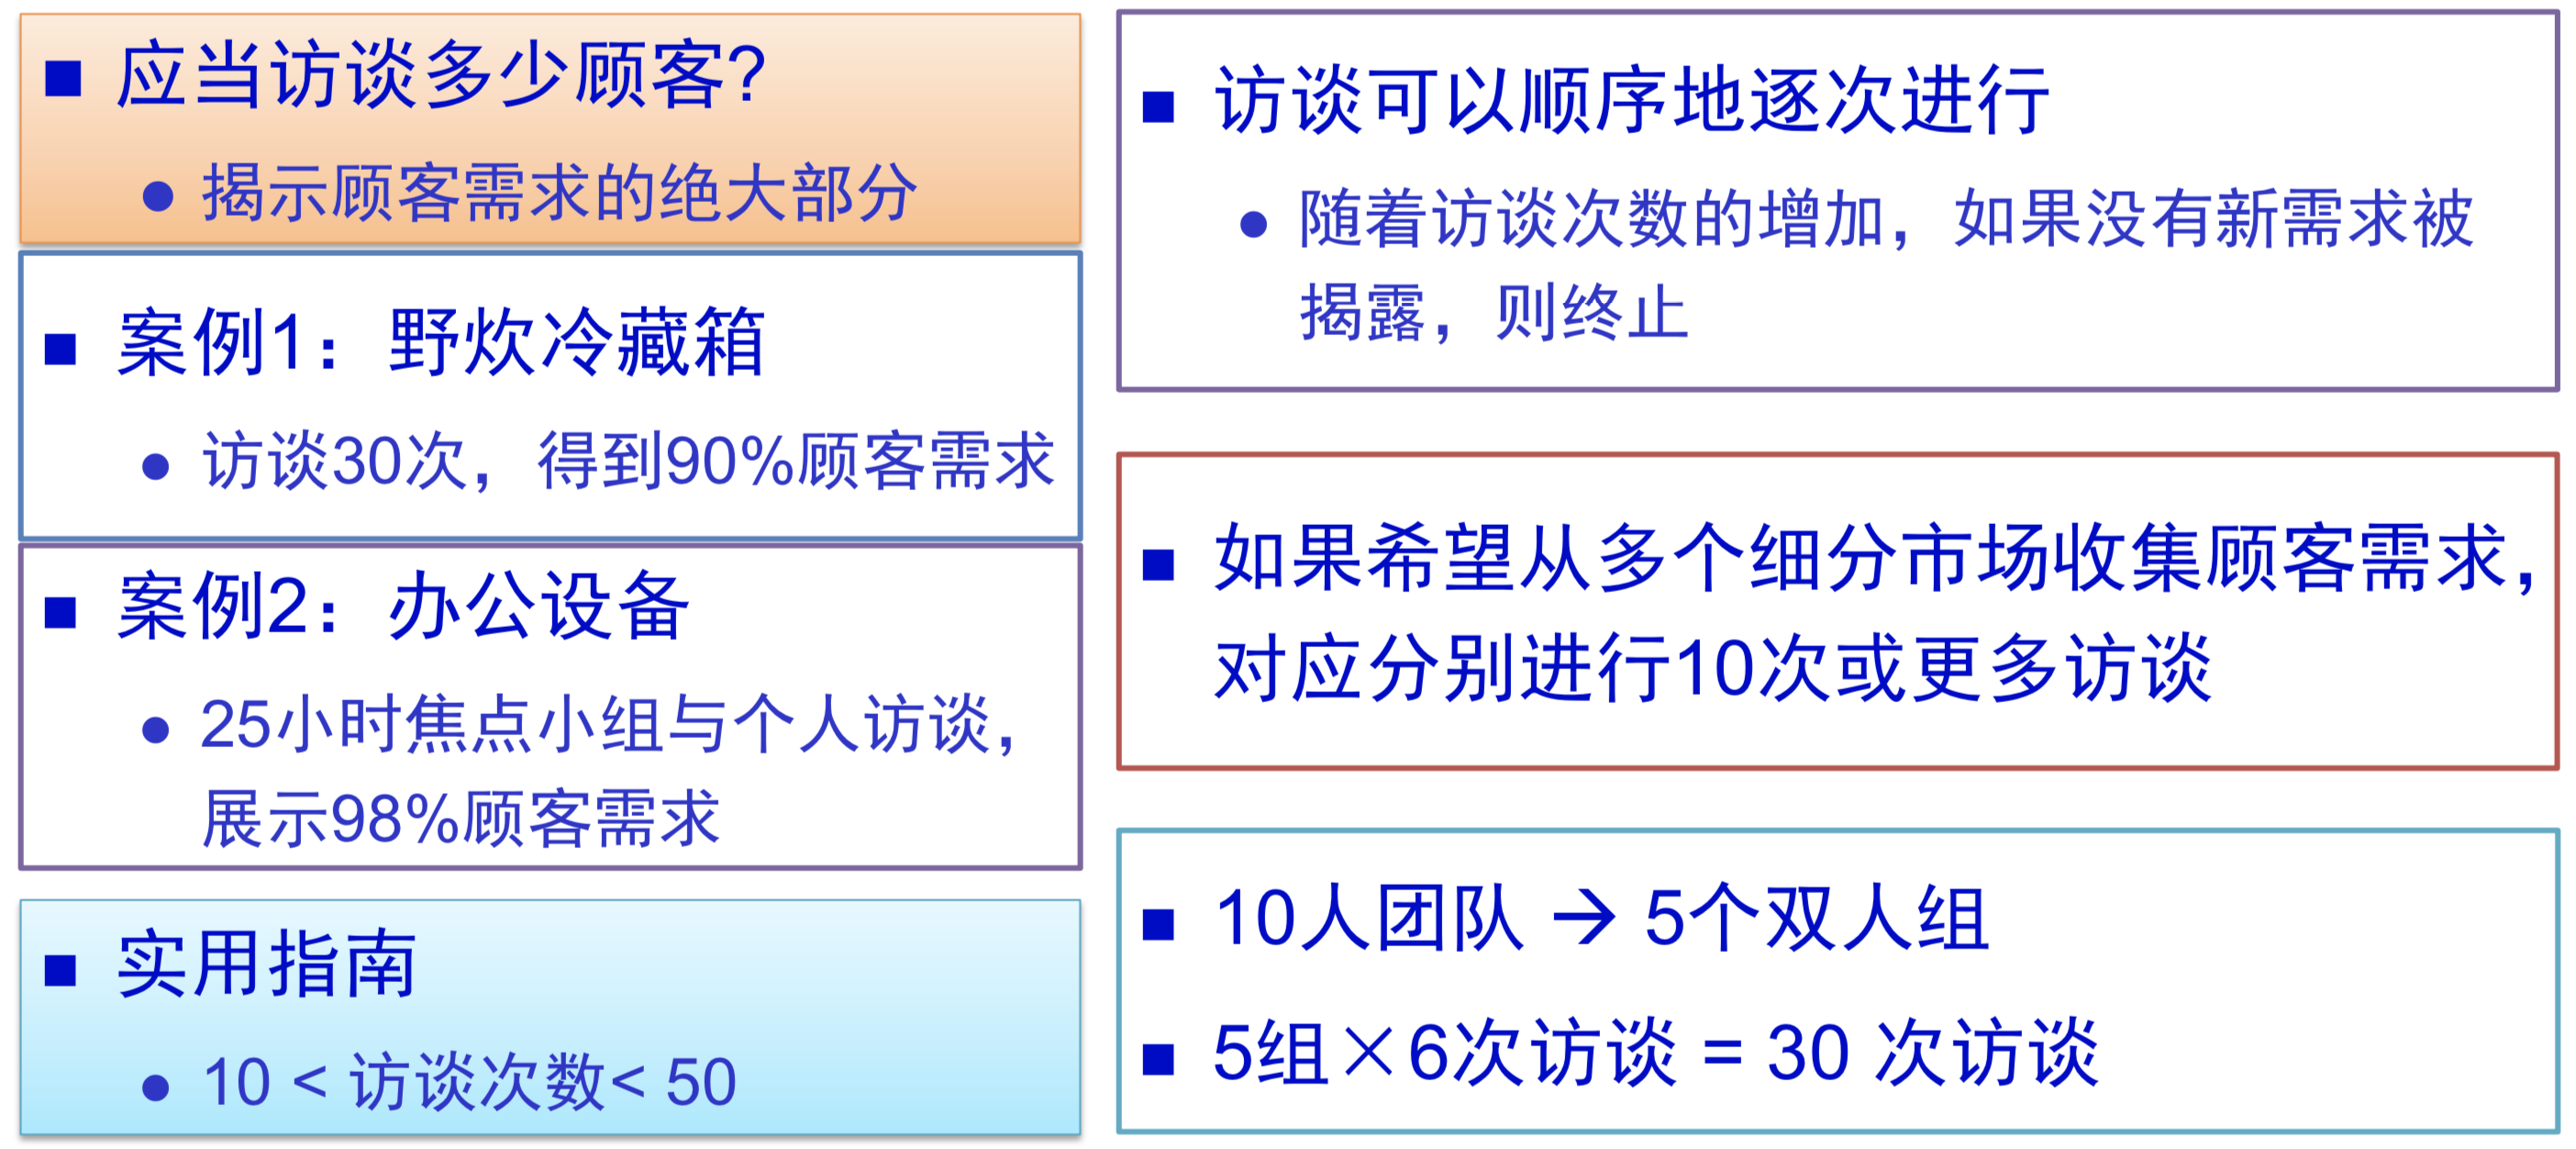 ■ 应当访谈多少顾客?
● 揭示顾客需求的绝大部分
■ 案例1：野炊冷藏箱
● 访谈30次，得到90%顾客需求
■ 案例2：办公设备
● 25小时焦点小组与个人访谈，
展示98%顾客需求
■ 实用指南
● 10 < 访谈次数< 50
■ 访谈可以顺序地逐次进行
● 随着访谈次数的增加，如果没有新需求被
揭露，则终止
■ 如果希望从多个细分市场收集顾客需求，
对应分别进行10次或更多访谈
■ 10人团队 → 5个双人组
■ 5组×6次访谈 = 30 次访谈